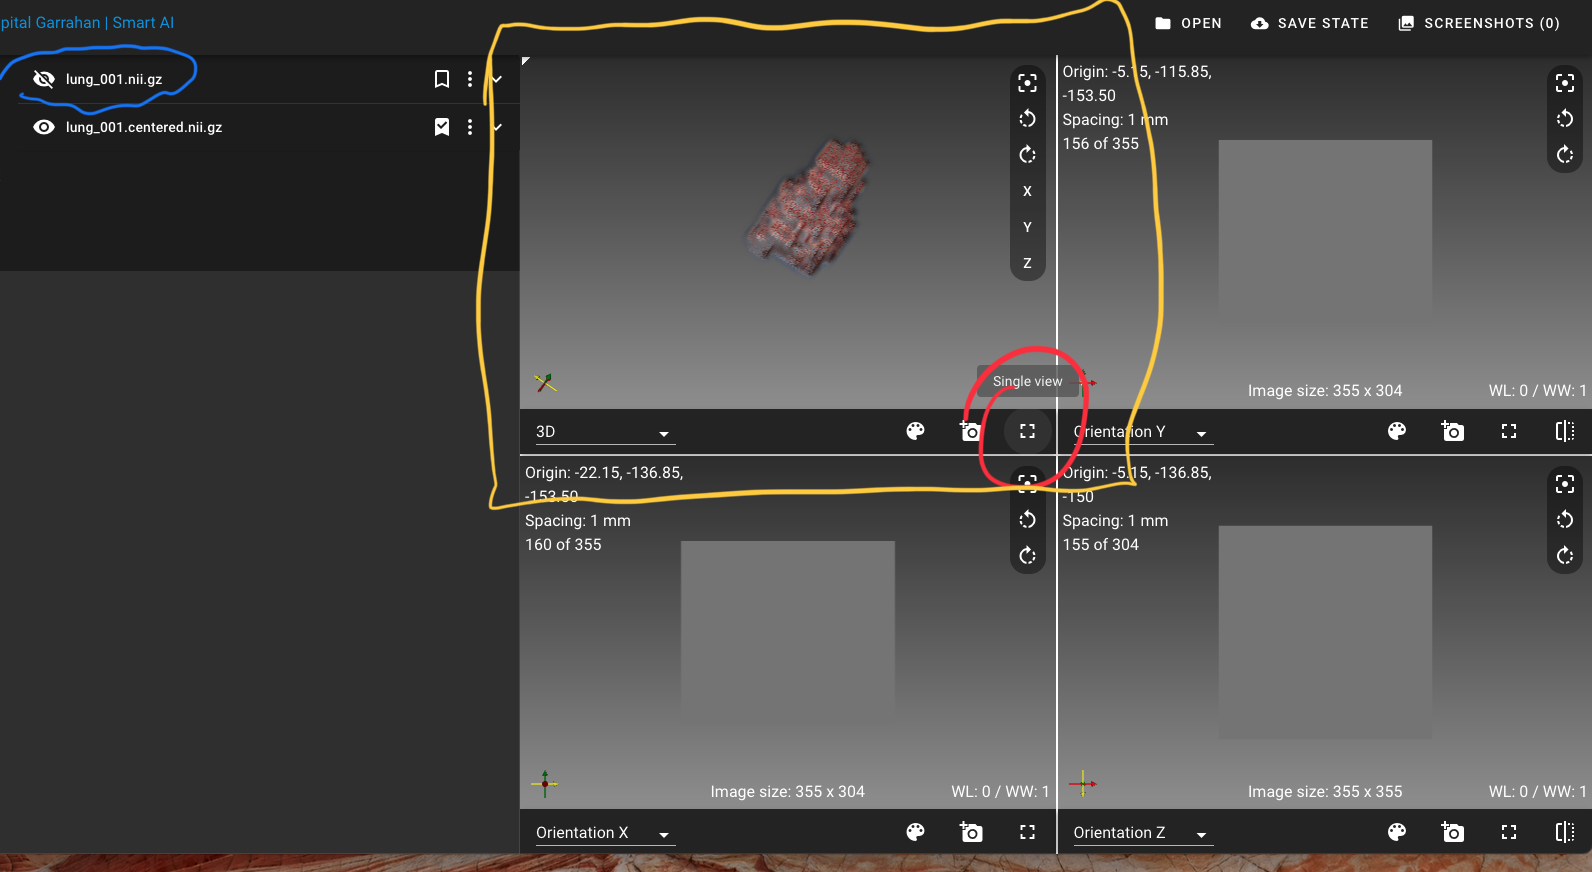 pital Garrahan | Smart AI
OPEN
SAVE STATE
SCREENSHOTS (0)
lung_001.nii.gz
lung_001.centered.nii.gz
X
Y
Z
Single view
3D
Origin: -5.15, -115.85,
-153.50
Spacing: 1 mm
156 of 355
Image size: 355 x 304
WL: 0 / WW: 1
Orientation Y
Origin: -22.15, -136.85,
-153.50
Spacing: 1 mm
160 of 355
Image size: 355 x 304
WL: 0 / WW: 1
Orientation X
Origin: -5.15, -136.85,
-150
Spacing: 1 mm
155 of 304
Image size: 355 x 355
WL: 0 / WW: 1
Orientation Z